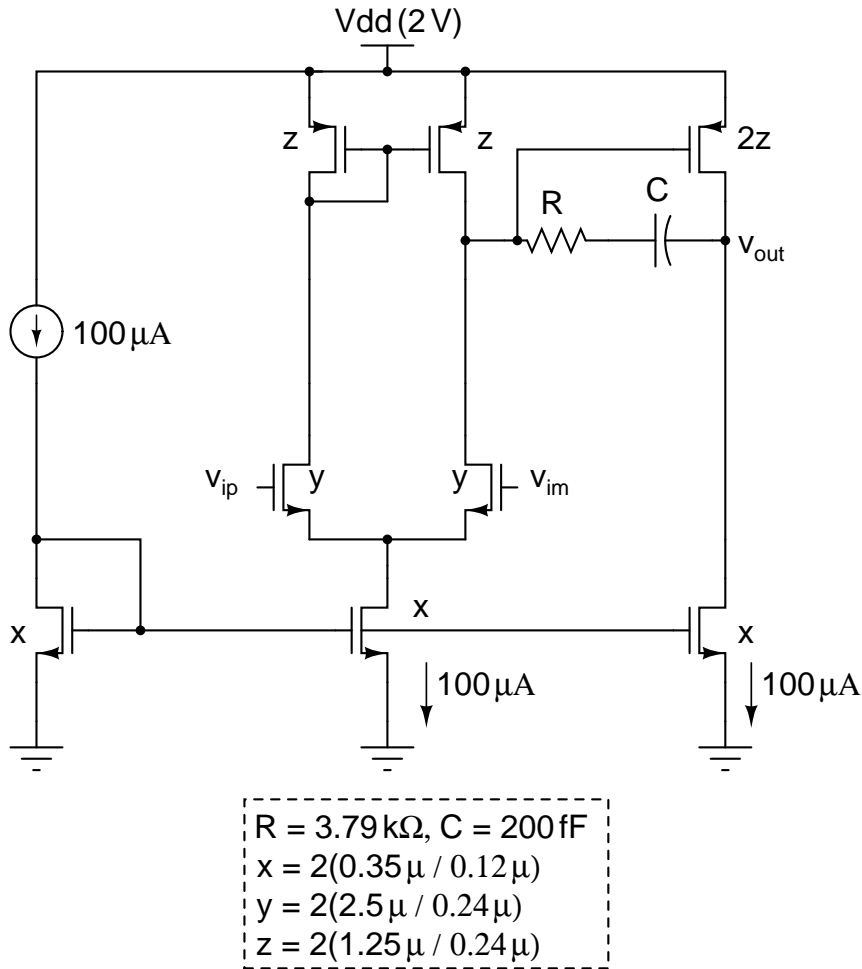 Vdd (2 V)
z
z
2z
R
C
v_out
100 µA
v_ip
y
y
v_im
x
x
x
100 µA
100 µA
R = 3.79 kΩ, C = 200 fF
x = 2(0.35 µ / 0.12 µ)
y = 2(2.5 µ / 0.24 µ)
z = 2(1.25 µ / 0.24 µ)